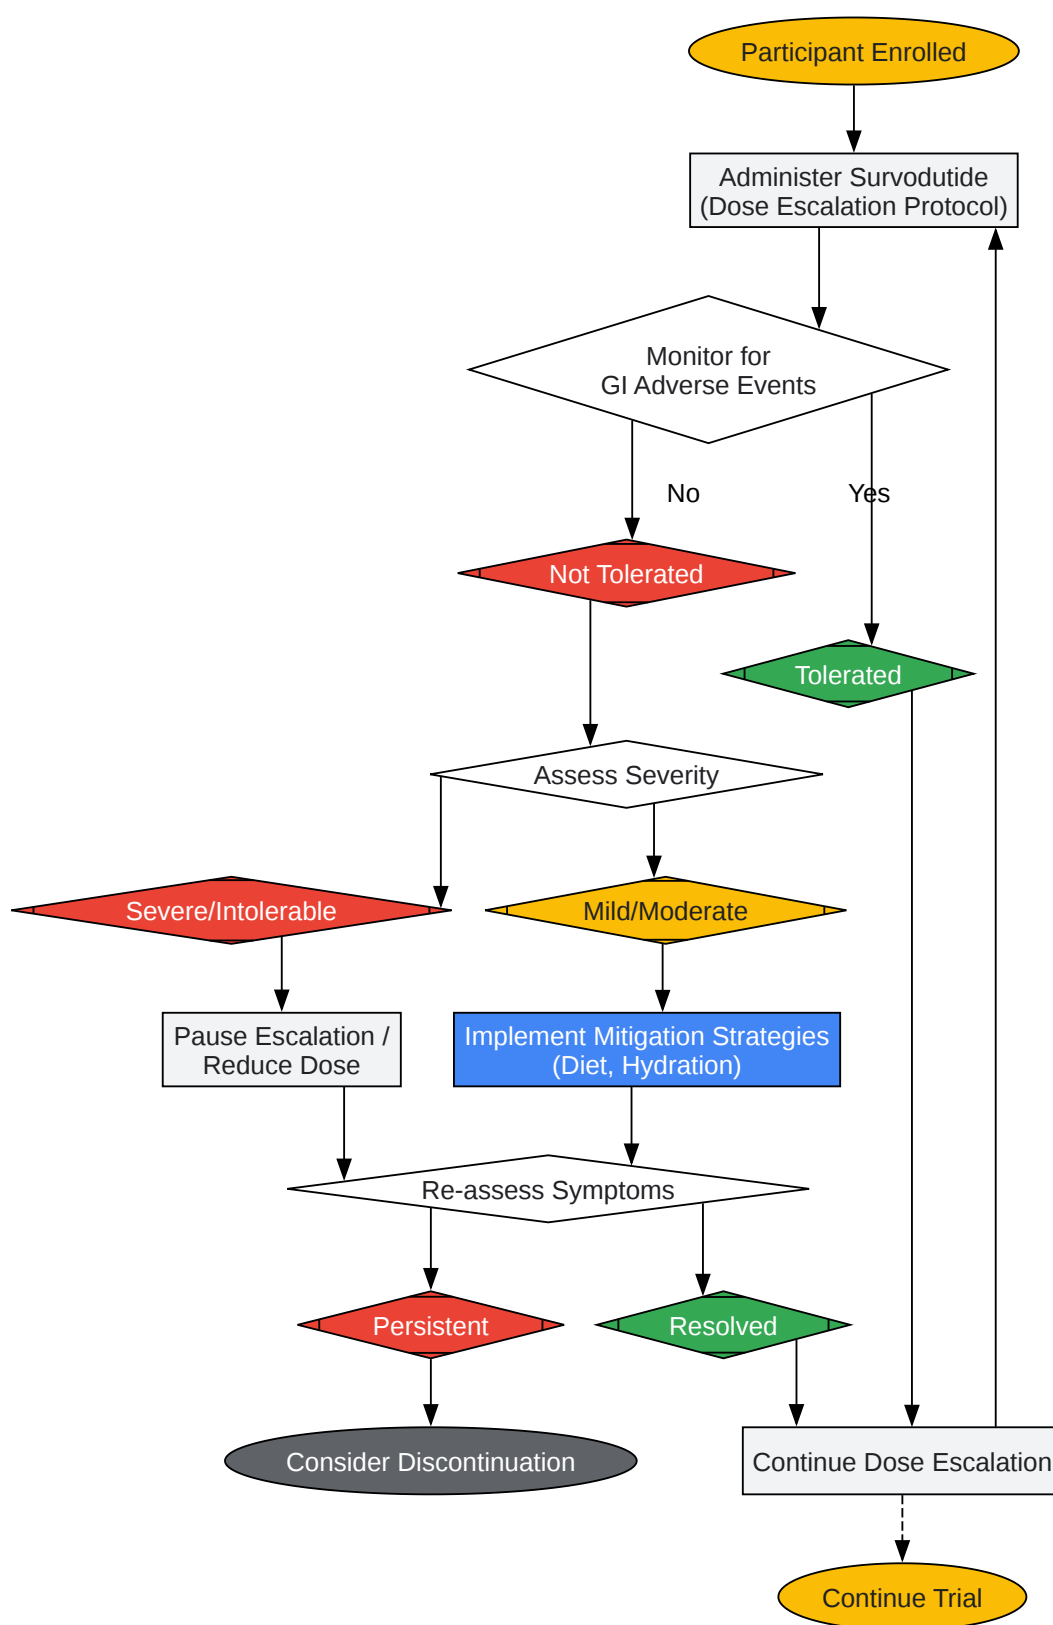 Participant Enrolled
Administer Survodutide
(Dose Escalation Protocol)
Monitor for
GI Adverse Events
No
Yes
Not Tolerated
Tolerated
Assess Severity
Severe/Intolerable
Mild/Moderate
Pause Escalation /
Reduce Dose
Implement Mitigation Strategies
(Diet, Hydration)
Re-assess Symptoms
Persistent
Resolved
Consider Discontinuation
Continue Dose Escalation
Continue Trial